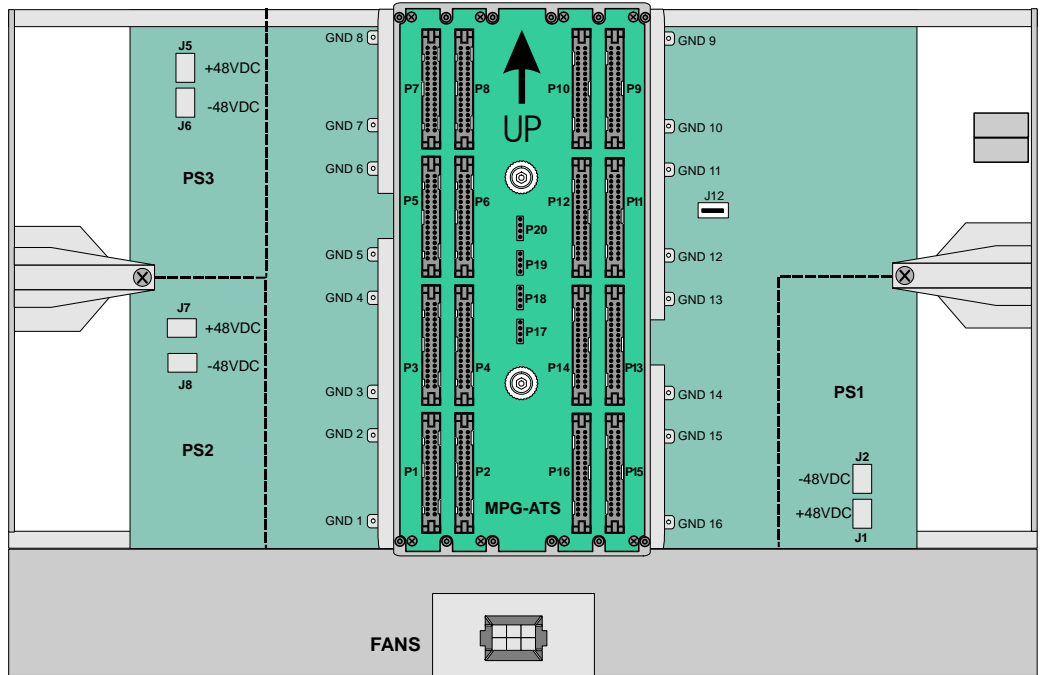 J5
+48VDC
-48VDC
J6
PS3
J7
+48VDC
-48VDC
J8
PS2
GND 8
GND 7
GND 6
GND 5
GND 4
GND 3
GND 2
GND 1
UP
P7
P8
P10
P9
P5
P6
P12
P11
P20
P19
P18
P17
P3
P4
P14
P13
P1
P2
P16
P15
MPG-ATS
GND 9
GND 10
GND 11
J12
GND 12
GND 13
GND 14
GND 15
GND 16
PS1
J2
-48VDC
+48VDC
J1
FANS